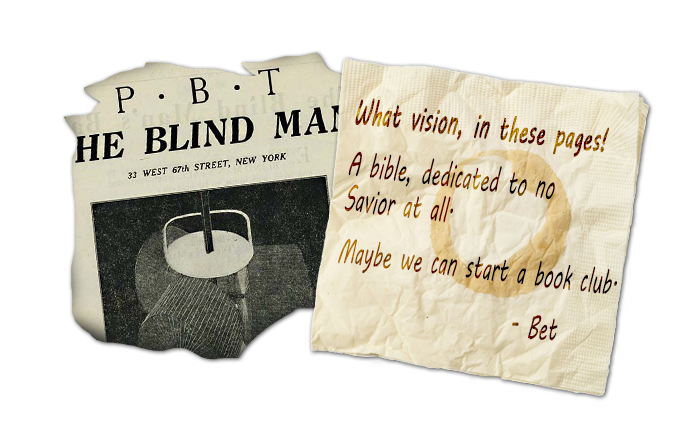 P·B·T
HE BLIND MAN
33 WEST 67th STREET, NEW YORK
What vision, in these pages!
A bible, dedicated to no
Savior at all.
Maybe we can start a book club.
- Bet